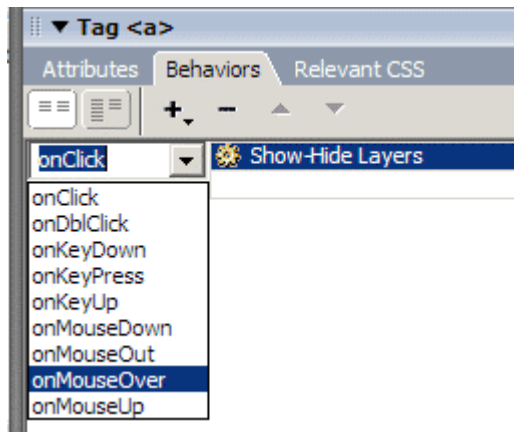 Tag <a>
Attributes Behaviors Relevant CSS
onClick Show-Hide Layers
onClick
onDblClick
onKeyDown
onKeyPress
onKeyUp
onMouseDown
onMouseOut
onMouseOver
onMouseUp